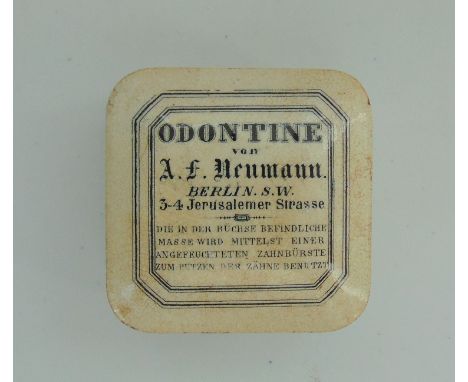 ODONTINE
von
A. F. Neumann.
BERLIN. S.W.
3-4 Jerusalemer Strasse
DIE IN DER BÜCHSE BEFINDLICHE
MASSE WIRD MITTELST EINER
ANGEFEUCHTETEN ZAHNBÜRSTE
ZUM PUTZEN DER ZÄHNE BENUTZT